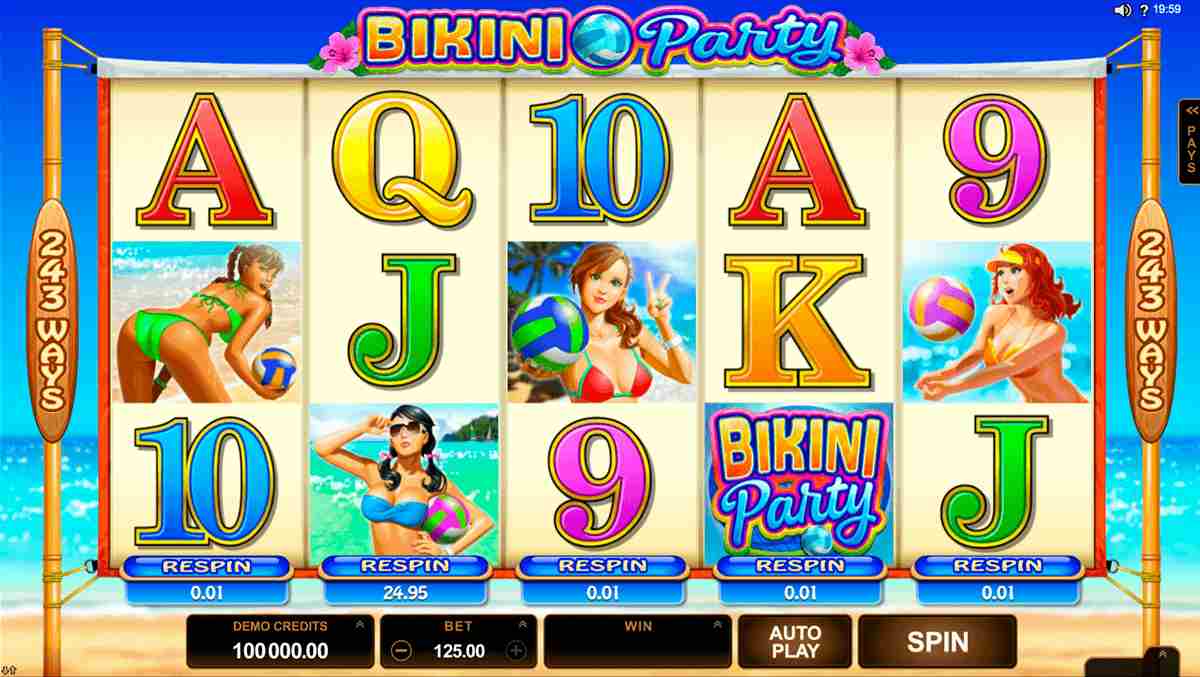 BIKINI Party
19:59
<< PAYS
A Q 10 A 9
243 WAYS
J K
243 WAYS
10 9 BIKINI Party J
RESPIN RESPIN RESPIN RESPIN RESPIN
0.01 24.95 0.01 0.01 0.01
DEMO CREDITS BET WIN
100000.00 125.00
AUTO PLAY
SPIN